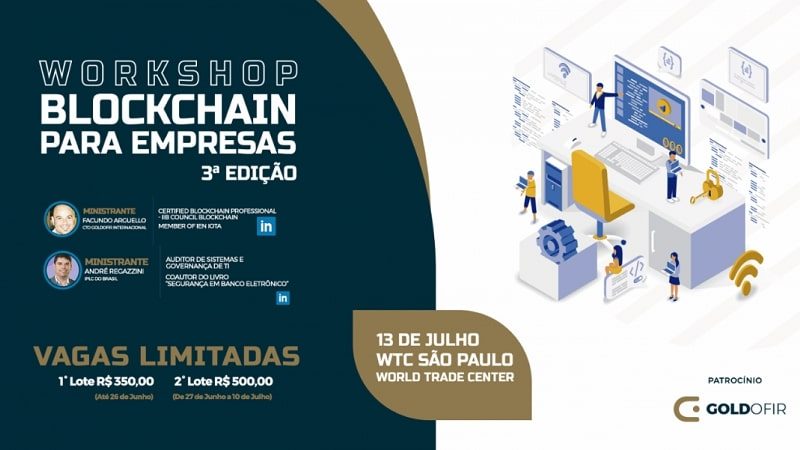 WORKSHOP
BLOCKCHAIN
PARA EMPRESAS
3ª EDIÇÃO
MINISTRANTE
FACUNDO ARGUELLO
CTO GOLDOFIR INTERNACIONAL
CERTIFIED BLOCKCHAIN PROFESSIONAL
- IIB COUNCIL BLOCKCHAIN
MEMBER OF IEN IOTA
in
MINISTRANTE
ANDRÉ REGAZZINI
IPLC DO BRASIL
AUDITOR DE SISTEMAS E
GOVERNANÇA DE TI
COAUTOR DO LIVRO
"SEGURANÇA EM BANCO ELETRÔNICO"
in
VAGAS LIMITADAS
1° Lote R$ 350,00
(Até 26 de Junho)
2° Lote R$ 500,00
(De 27 de Junho a 10 de Julho)
13 DE JULHO
WTC SÃO PAULO
WORLD TRADE CENTER
PATROCÍNIO
GOLDOFIR